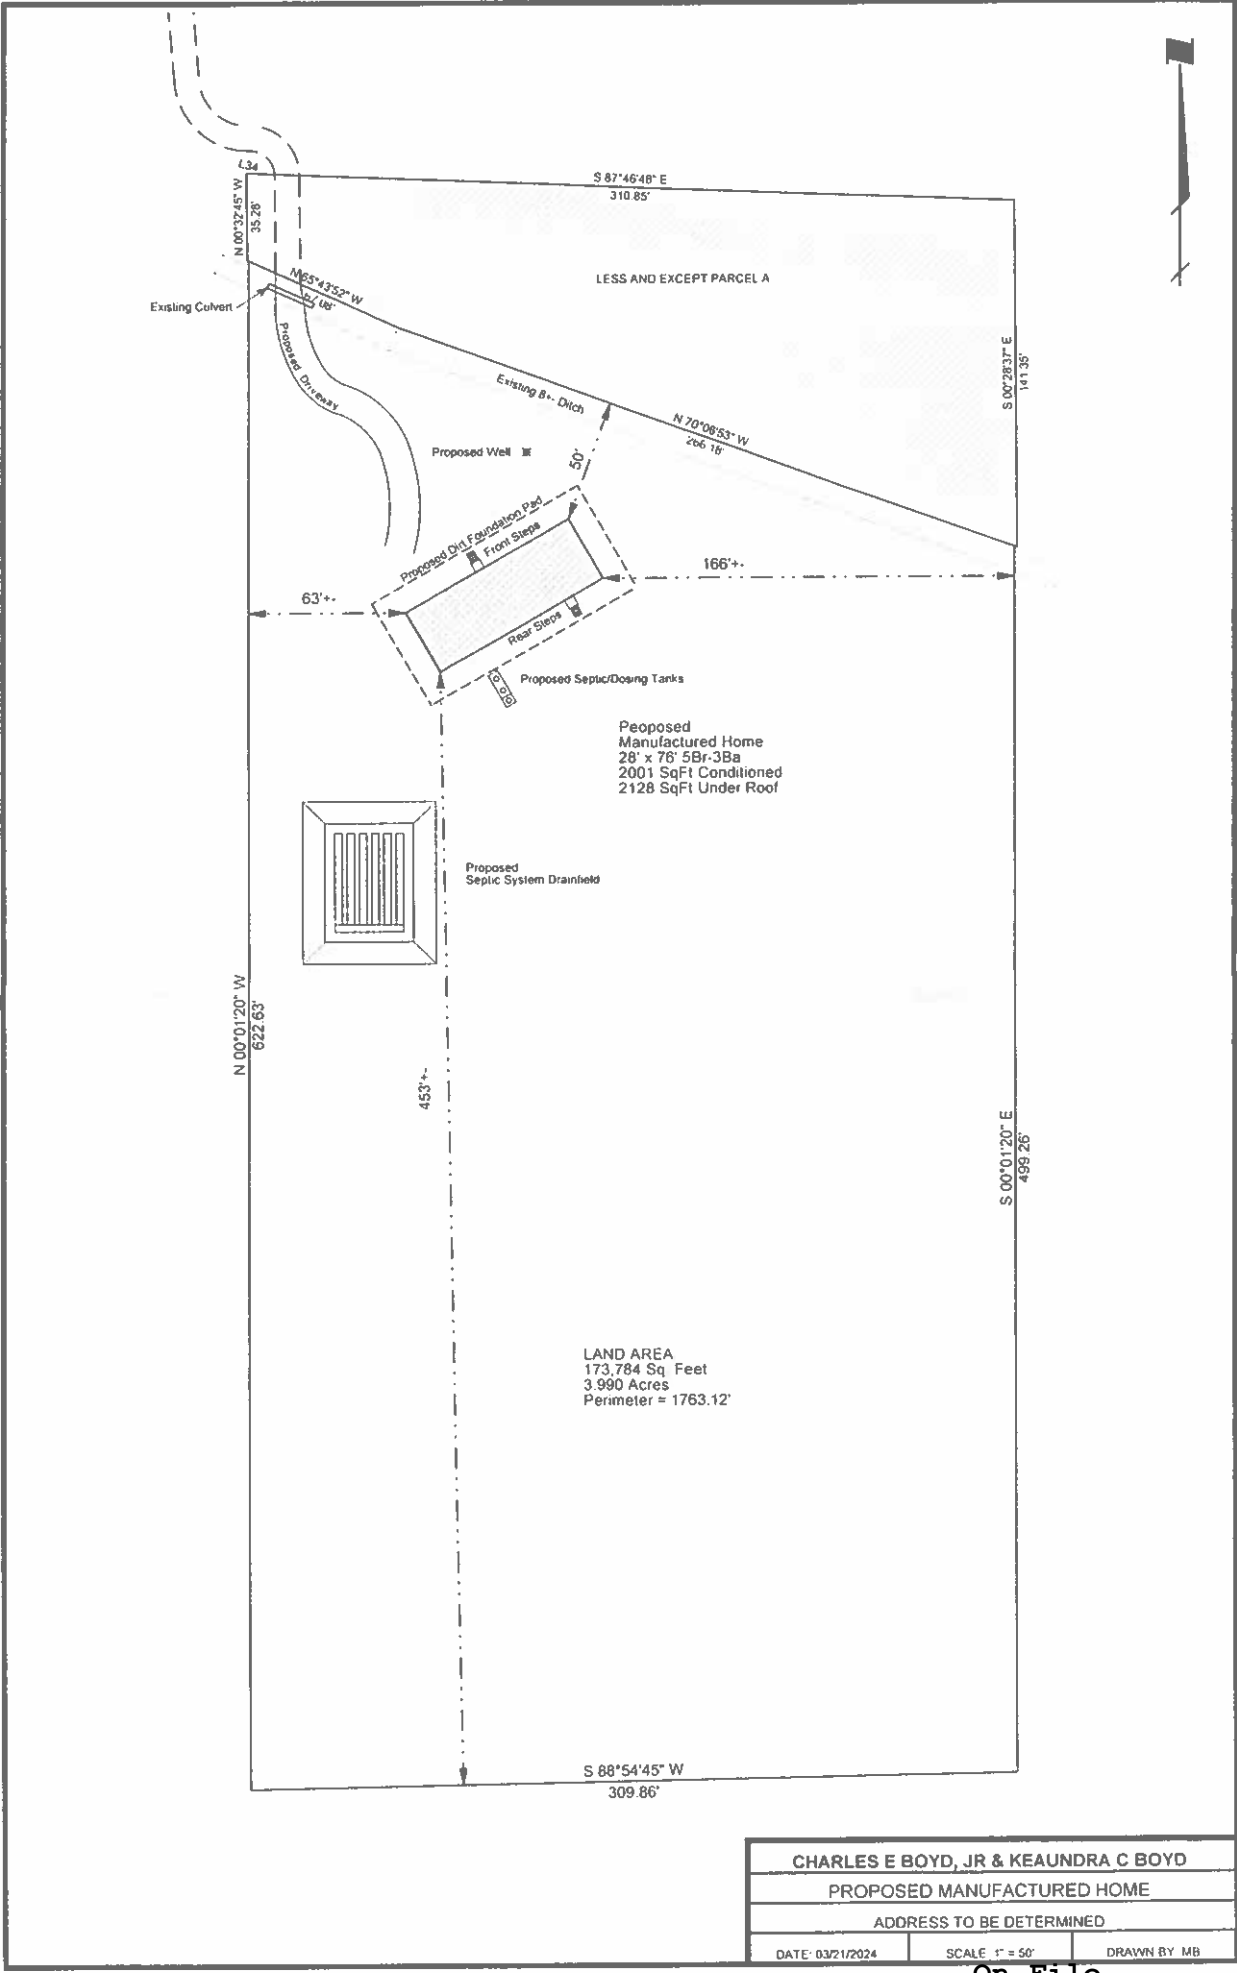 L34
S 87°46'48" E
310.85'
N 00°32'45" W
35.28'
LESS AND EXCEPT PARCEL A
N 65°43'52" W
Existing Culvert
Proposed Driveway
S 00°28'37" E
141.35'
Existing 8+- Ditch
N 70°06'53" W
266.18'
Proposed Well
50'
Proposed Dirt Foundation Pad
Front Steps
166'+-
63'+-
Rear Steps
Proposed Septic/Dosing Tanks
Peoposed
Manufactured Home
28' x 76' 5Br-3Ba
2001 SqFt Conditioned
2128 SqFt Under Roof
Proposed
Septic System Drainfield
N 00°01'20" W
622.63'
453'+-
S 00°01'20" E
499.26'
LAND AREA
173,784 Sq Feet
3.990 Acres
Perimeter = 1763.12'
S 88°54'45" W
309.86'
CHARLES E BOYD, JR & KEAUNDRA C BOYD
PROPOSED MANUFACTURED HOME
ADDRESS TO BE DETERMINED
DATE: 03/21/2024
SCALE 1" = 50'
DRAWN BY MB
On File